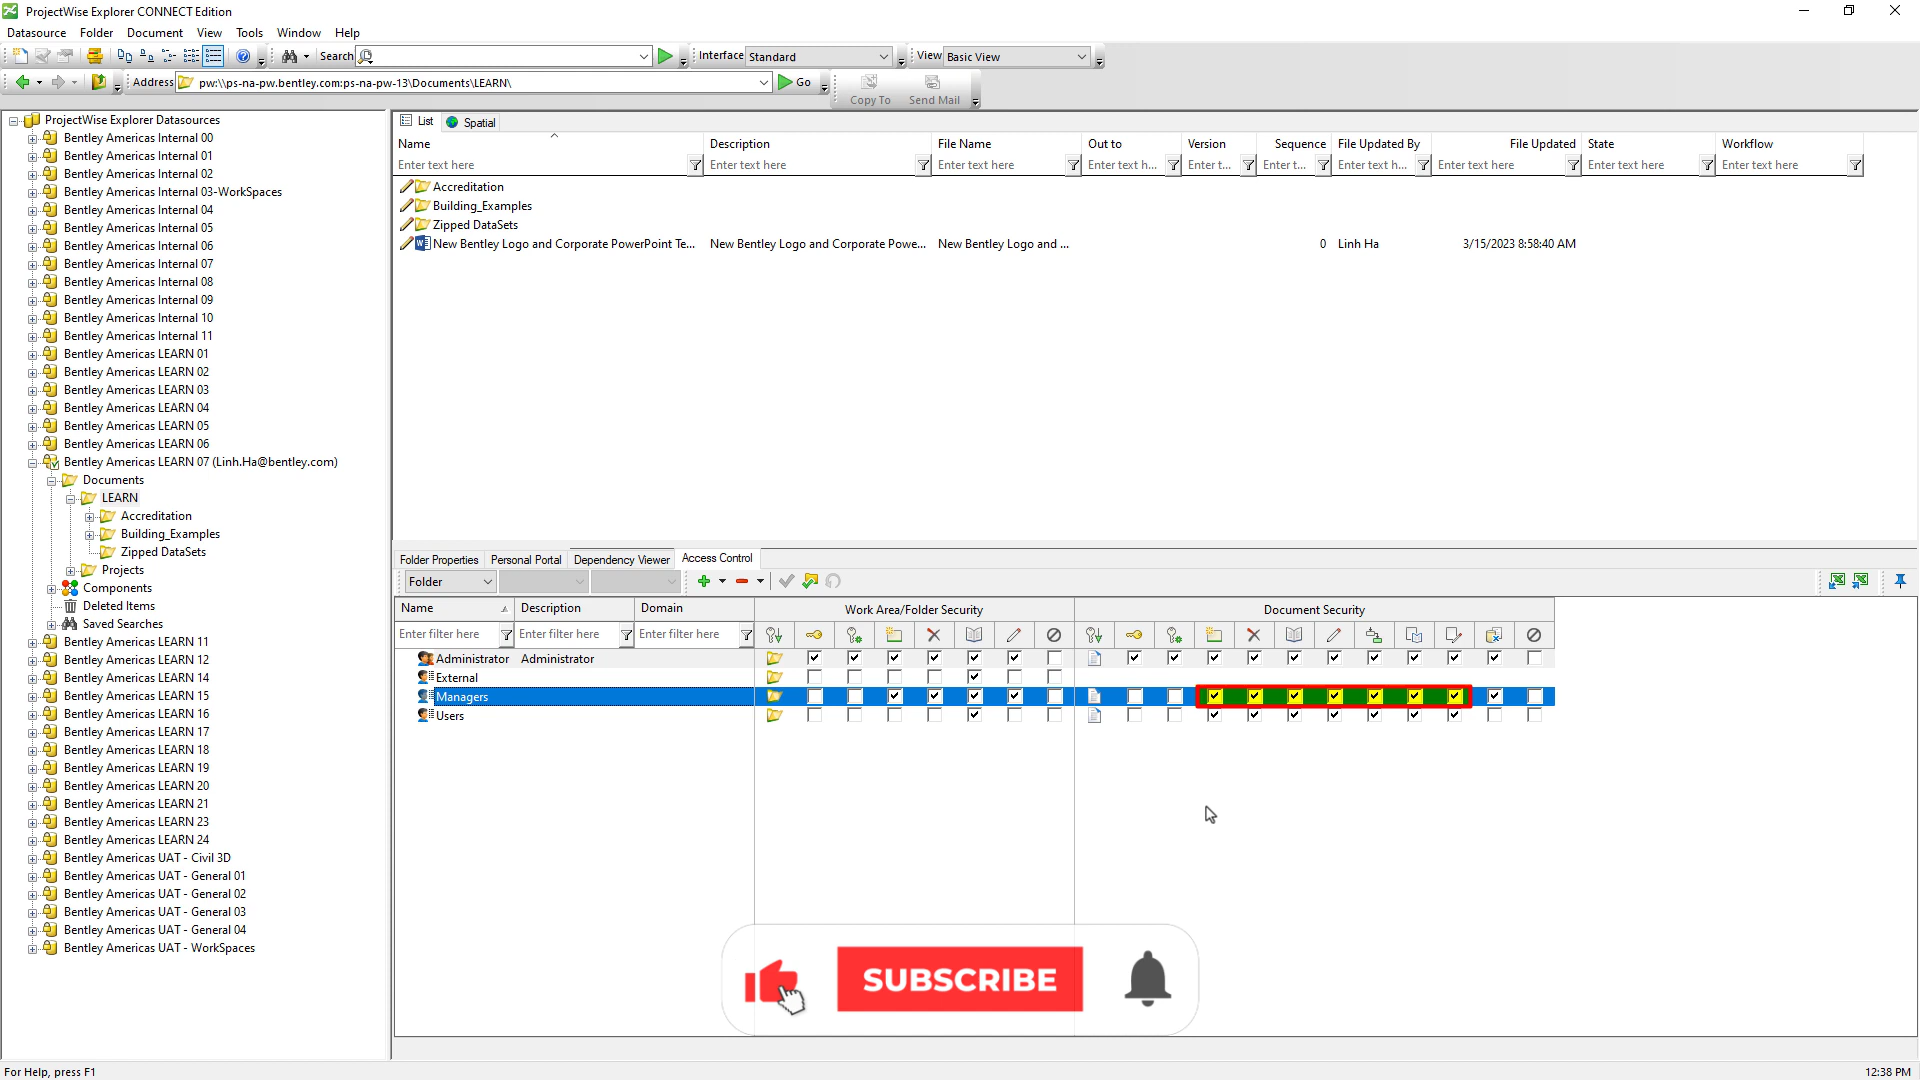 ProjectWise Explorer CONNECT Edition
Datasource Folder Document View Tools Window Help
Search Interface Standard View Basic View
Address pw:\\ps-na-pw.bentley.com:ps-na-pw-13\Documents\LEARN\ Go Copy To Send Mail
ProjectWise Explorer Datasources
Bentley Americas Internal 00
Bentley Americas Internal 01
Bentley Americas Internal 02
Bentley Americas Internal 03-WorkSpaces
Bentley Americas Internal 04
Bentley Americas Internal 05
Bentley Americas Internal 06
Bentley Americas Internal 07
Bentley Americas Internal 08
Bentley Americas Internal 09
Bentley Americas Internal 10
Bentley Americas Internal 11
Bentley Americas LEARN 01
Bentley Americas LEARN 02
Bentley Americas LEARN 03
Bentley Americas LEARN 04
Bentley Americas LEARN 05
Bentley Americas LEARN 06
Bentley Americas LEARN 07 (Linh.Ha@bentley.com)
Documents
LEARN
Accreditation
Building_Examples
Zipped DataSets
Projects
Components
Deleted Items
Saved Searches
Bentley Americas LEARN 11
Bentley Americas LEARN 12
Bentley Americas LEARN 14
Bentley Americas LEARN 15
Bentley Americas LEARN 16
Bentley Americas LEARN 17
Bentley Americas LEARN 18
Bentley Americas LEARN 19
Bentley Americas LEARN 20
Bentley Americas LEARN 21
Bentley Americas LEARN 23
Bentley Americas LEARN 24
Bentley Americas UAT - Civil 3D
Bentley Americas UAT - General 01
Bentley Americas UAT - General 02
Bentley Americas UAT - General 03
Bentley Americas UAT - General 04
Bentley Americas UAT - WorkSpaces
List Spatial
Name Description File Name Out to Version Sequence File Updated By File Updated State Workflow
Enter text here Enter text here Enter text here Enter text h... Enter t... Enter t... Enter text h... Enter text here Enter text here Enter text here
Accreditation
Building_Examples
Zipped DataSets
New Bentley Logo and Corporate PowerPoint Te... New Bentley Logo and Corporate Powe... New Bentley Logo and ... 0 Linh Ha 3/15/2023 8:58:40 AM
Folder Properties Personal Portal Dependency Viewer Access Control
Folder
Name Description Domain Work Area/Folder Security Document Security
Enter filter here Enter filter here Enter filter here
Administrator Administrator
External
Managers
Users
SUBSCRIBE
For Help, press F1 12:38 PM